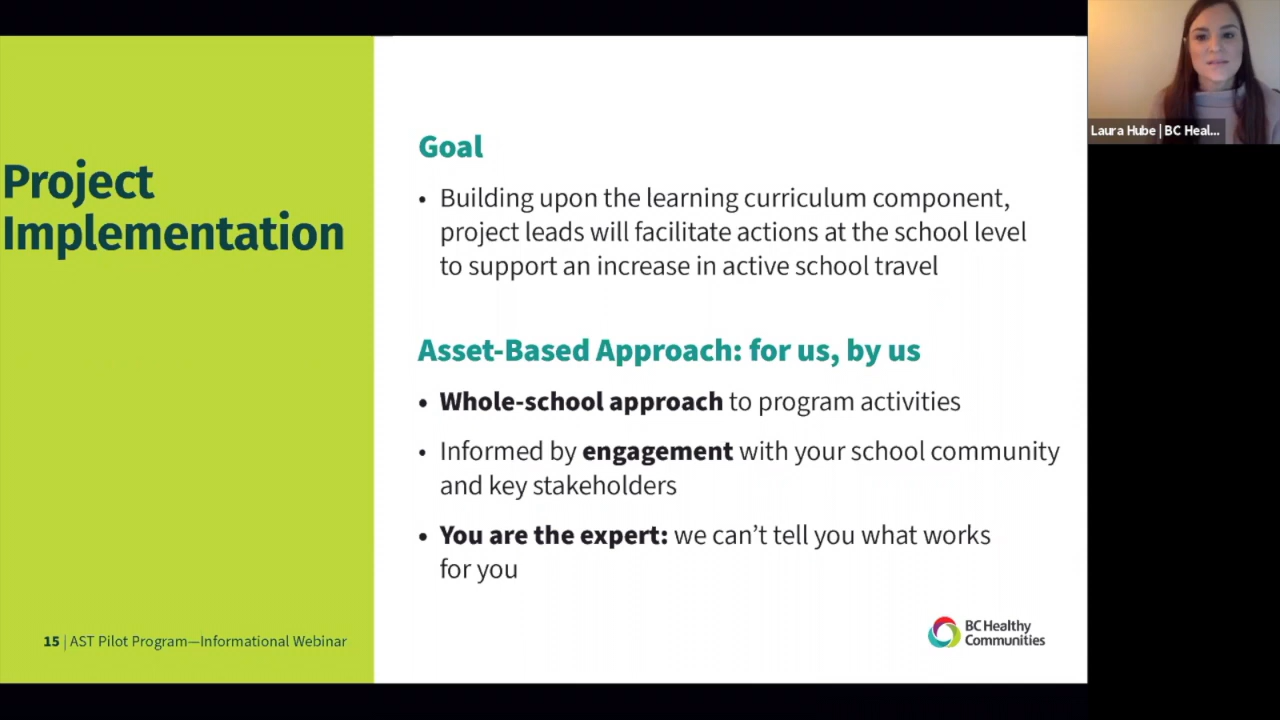 Project
Implementation
Goal
• Building upon the learning curriculum component,
project leads will facilitate actions at the school level
to support an increase in active school travel
Asset-Based Approach: for us, by us
• Whole-school approach to program activities
• Informed by engagement with your school community
and key stakeholders
• You are the expert: we can’t tell you what works
for you
15 | AST Pilot Program—Informational Webinar
BC Healthy
Communities
Laura Hube | BC Heal...